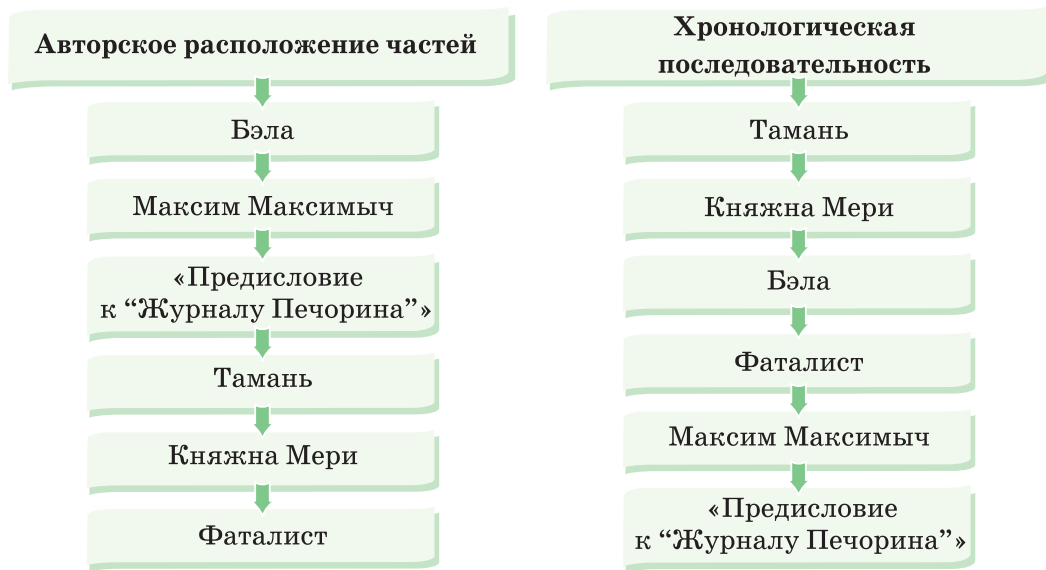 Авторское расположение частей
Бэла
Максим Максимыч
«Предисловие
к “Журналу Печорина”»
Тамань
Княжна Мери
Фаталист
Хронологическая
последовательность
Тамань
Княжна Мери
Бэла
Фаталист
Максим Максимыч
«Предисловие
к “Журналу Печорина”»